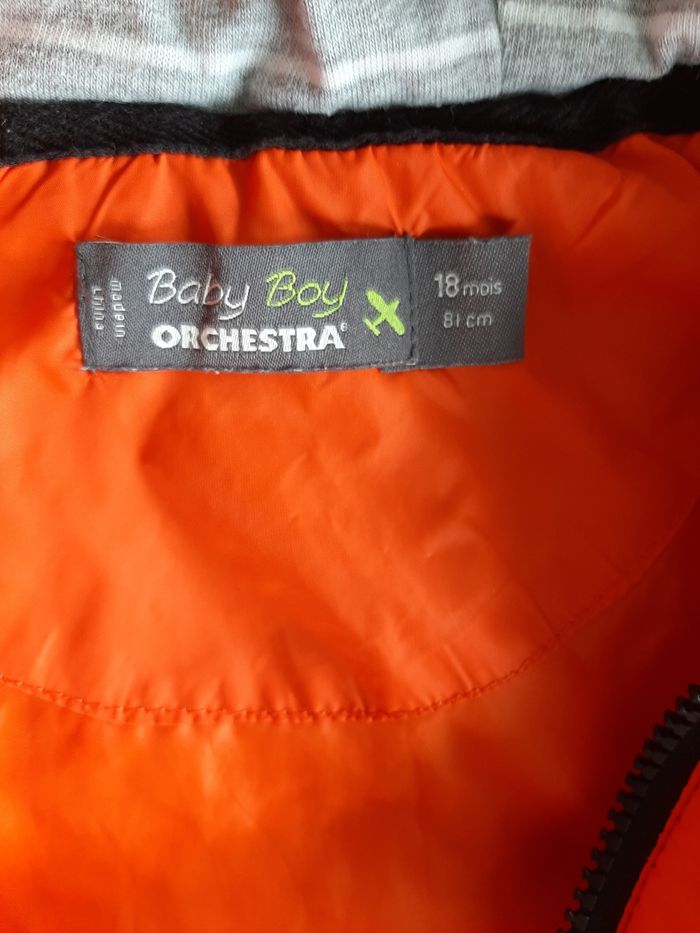 made in
china
Baby Boy
ORCHESTRA®
18 mois
81 cm